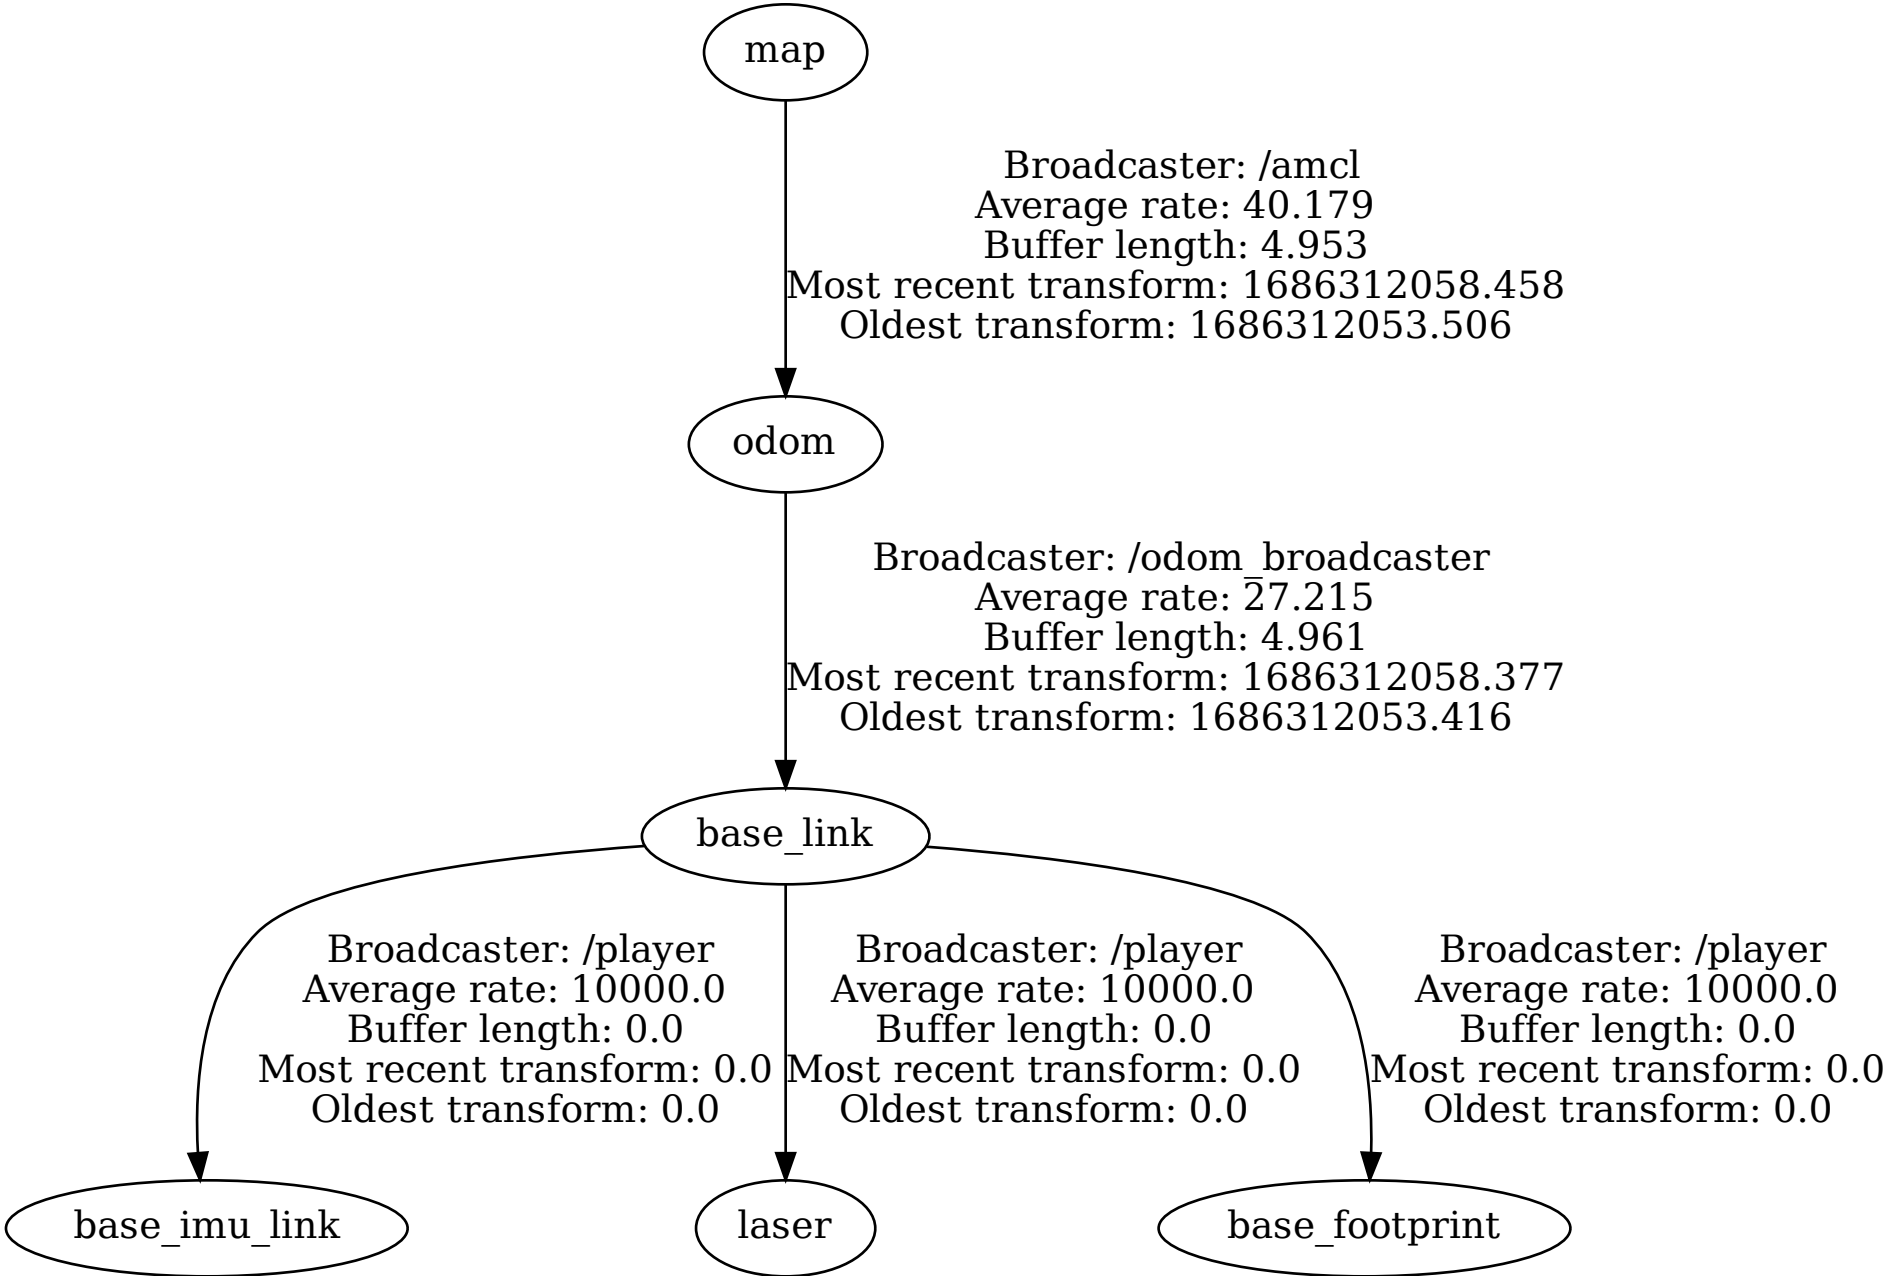 map
Broadcaster: /amcl
Average rate: 40.179
Buffer length: 4.953
Most recent transform: 1686312058.458
Oldest transform: 1686312053.506
odom
Broadcaster: /odom_broadcaster
Average rate: 27.215
Buffer length: 4.961
Most recent transform: 1686312058.377
Oldest transform: 1686312053.416
base_link
Broadcaster: /player
Average rate: 10000.0
Buffer length: 0.0
Most recent transform: 0.0
Oldest transform: 0.0
Broadcaster: /player
Average rate: 10000.0
Buffer length: 0.0
Most recent transform: 0.0
Oldest transform: 0.0
Broadcaster: /player
Average rate: 10000.0
Buffer length: 0.0
Most recent transform: 0.0
Oldest transform: 0.0
base_imu_link
laser
base_footprint